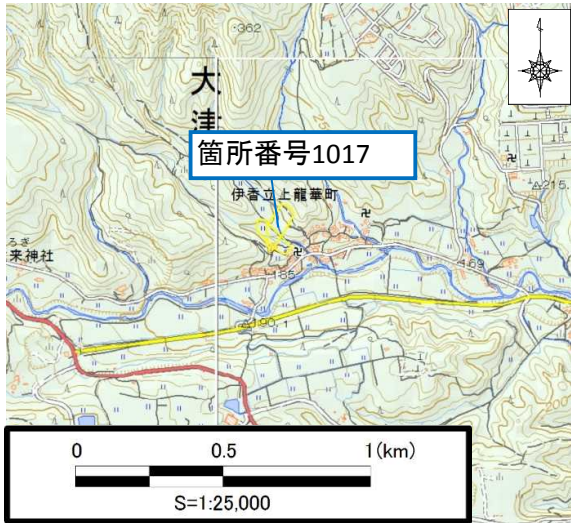 ・362
大
津
箇所番号1017
伊香立上龍華町
215.
ろぎ
来神社
185
169
190.1
0 0.5 1(km)
S=1:25,000